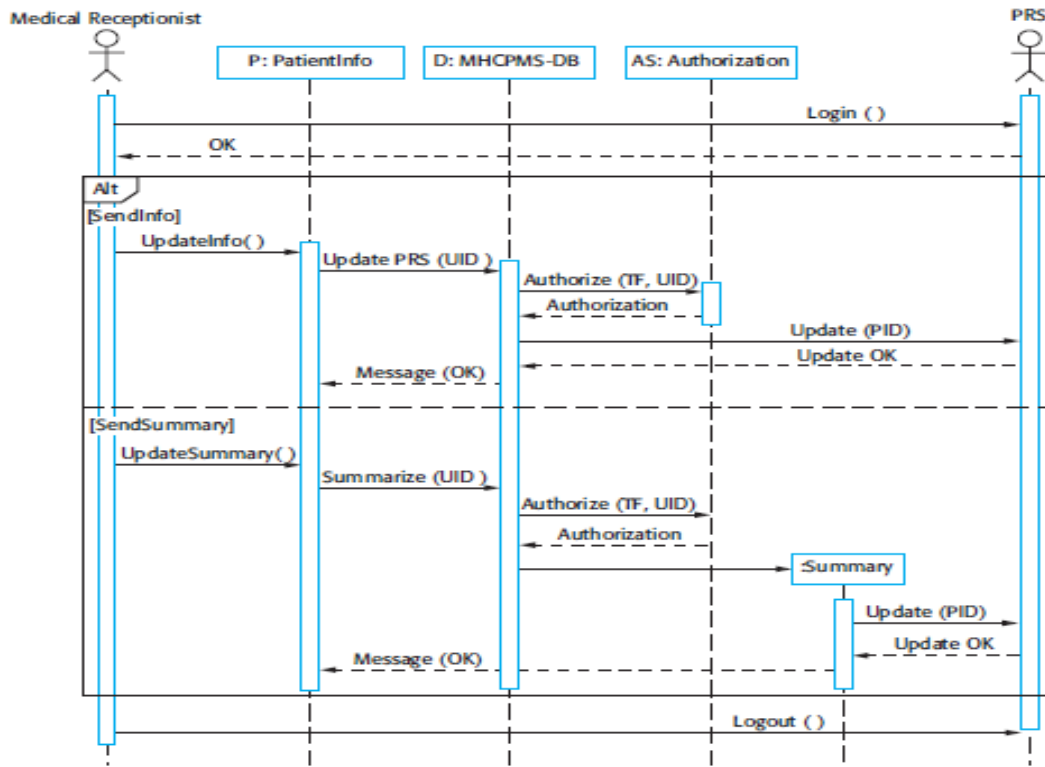 Medical Receptionist
PRS
P: PatientInfo
D: MHCPMS-DB
AS: Authorization
Login ( )
OK
Alt
[SendInfo]
UpdateInfo( )
Update PRS (UID )
Authorize (TF, UID)
Authorization
Update (PID)
Update OK
Message (OK)
[SendSummary]
UpdateSummary( )
Summarize (UID )
Authorize (TF, UID)
Authorization
:Summary
Update (PID)
Update OK
Message (OK)
Logout ( )